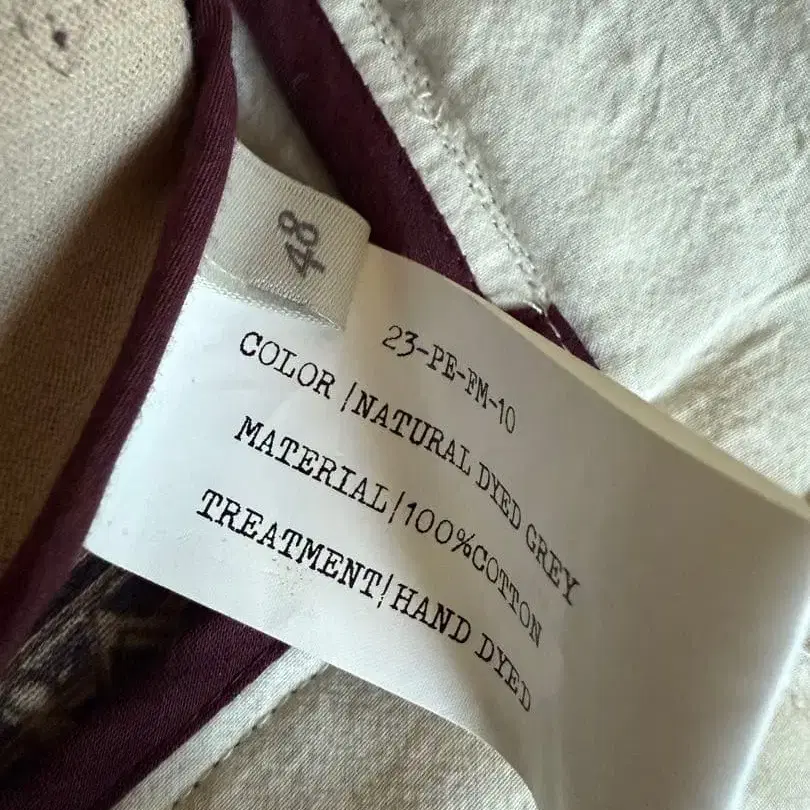 48
23-PE-FM-10
COLOR|NATURAL DYED GREY
MATERIAL|100%COTTON
TREATMENT|HAND DYED